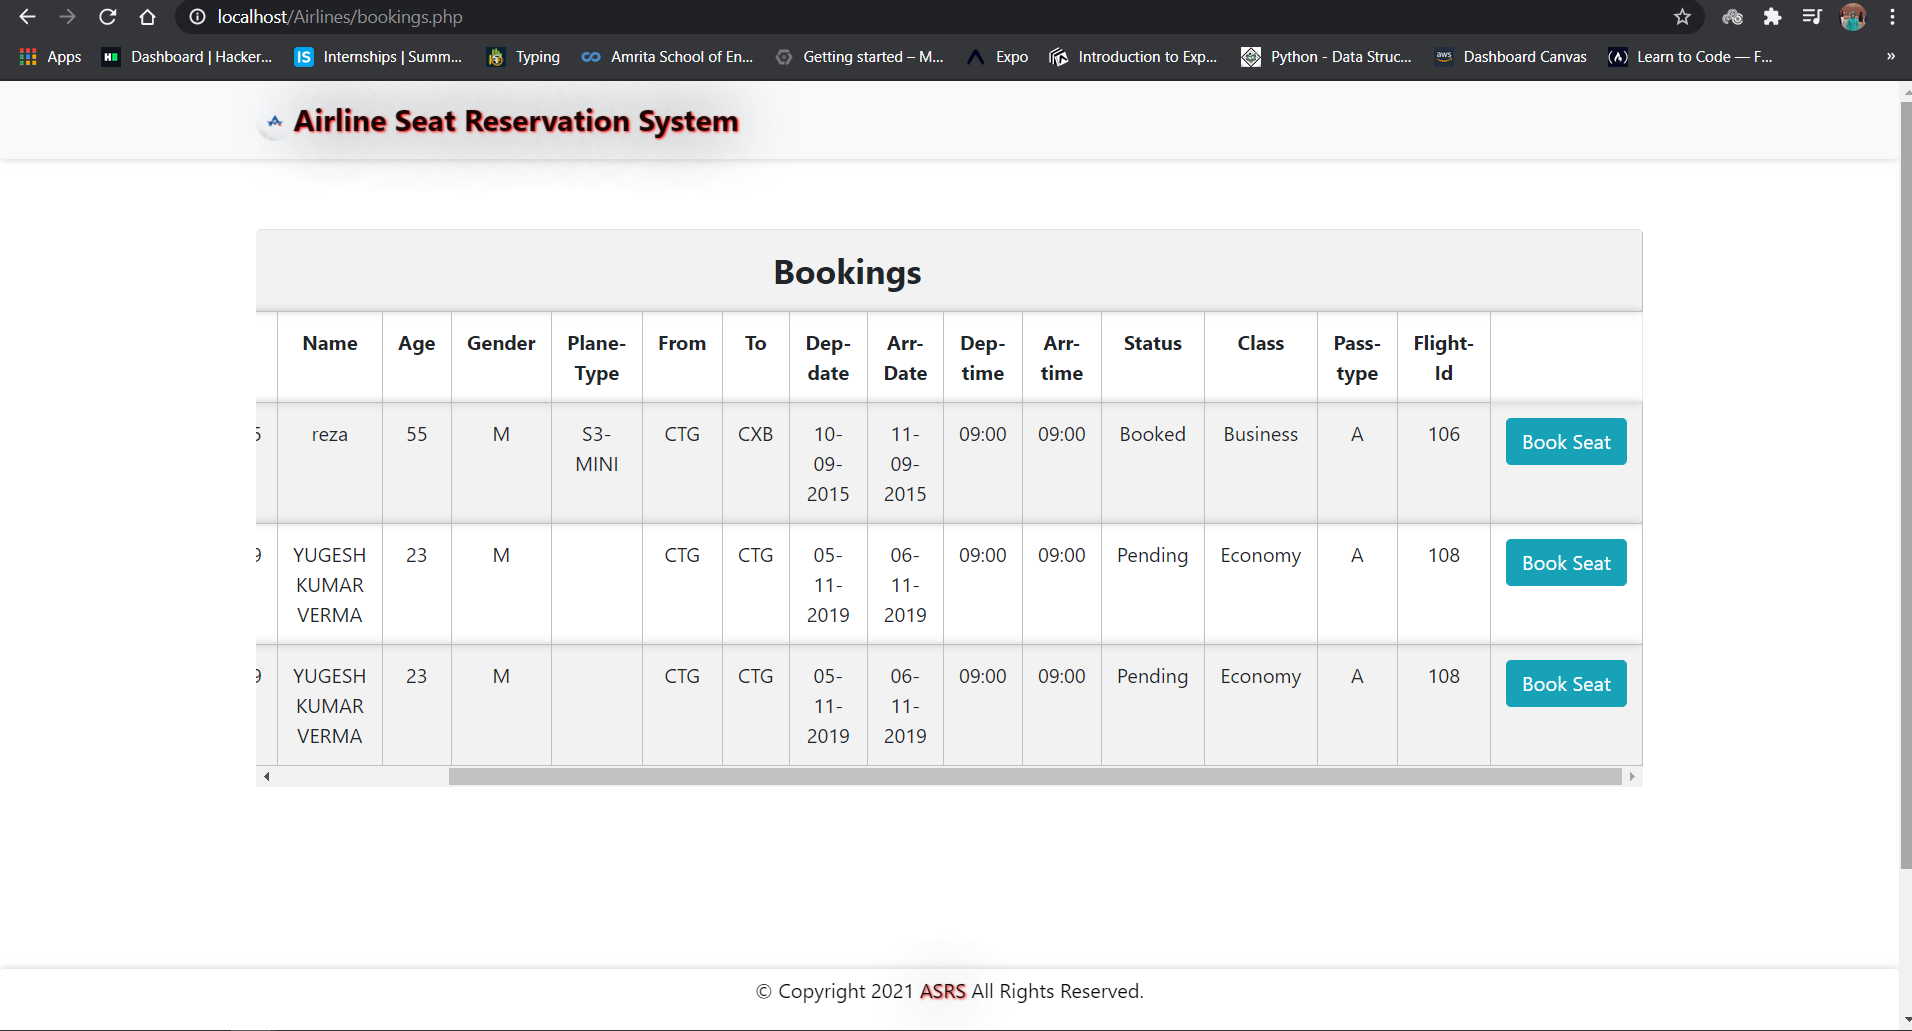 localhost/Airlines/bookings.php
Apps Dashboard | Hacker... Internships | Summ... Typing Amrita School of En... Getting started – M... Expo Introduction to Exp... Python - Data Struc... Dashboard Canvas Learn to Code — F... »
Airline Seat Reservation System
Bookings
Name Age Gender Plane- From To Dep- Arr- Dep- Arr- Status Class Pass- Flight-
Type date Date time time type Id
reza 55 M S3- CTG CXB 10- 11- 09:00 09:00 Booked Business A 106 Book Seat
MINI 09- 09-
2015 2015
YUGESH 23 M CTG CTG 05- 06- 09:00 09:00 Pending Economy A 108 Book Seat
KUMAR 11- 11-
VERMA 2019 2019
YUGESH 23 M CTG CTG 05- 06- 09:00 09:00 Pending Economy A 108 Book Seat
KUMAR 11- 11-
VERMA 2019 2019
© Copyright 2021 ASRS All Rights Reserved.